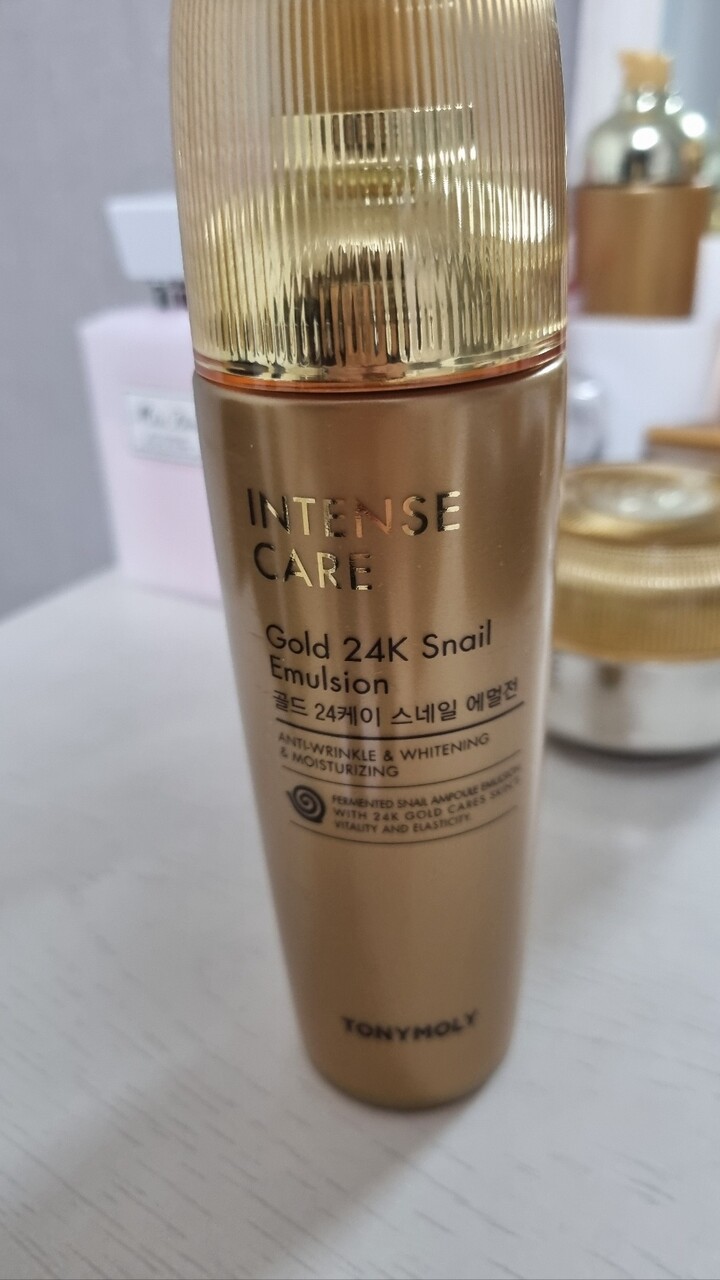 INTENSE
CARE
Gold 24K Snail
Emulsion
골드 24케이 스네일 에멀전
ANTI-WRINKLE & WHITENING
& MOISTURIZING
FERMENTED SNAIL AMPOULE EMULSION
WITH 24K GOLD CARES
VITALITY AND ELASTICITY.
TONYMOLY